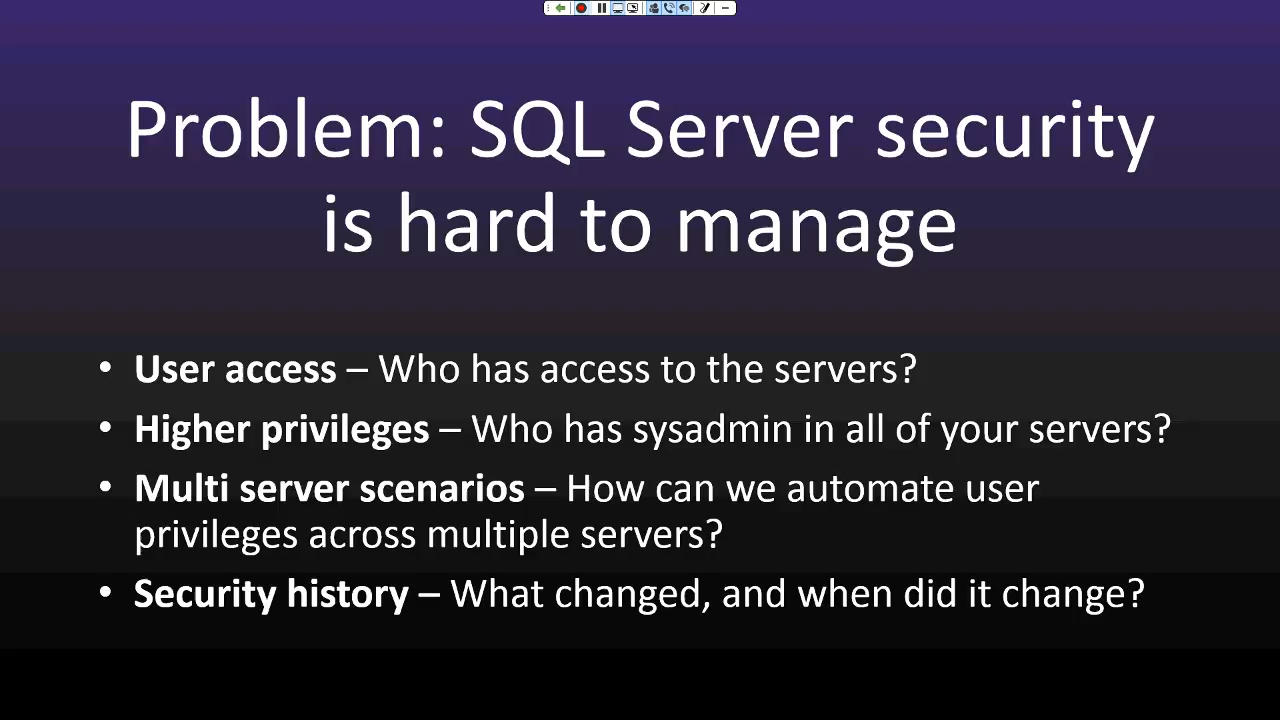 Problem: SQL Server security
is hard to manage
• User access – Who has access to the servers?
• Higher privileges – Who has sysadmin in all of your servers?
• Multi server scenarios – How can we automate user
privileges across multiple servers?
• Security history – What changed, and when did it change?